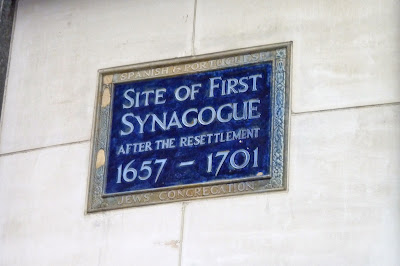 SPANISH & PORTUGUESE
SITE OF FIRST
SYNAGOGUE
AFTER THE RESETTLEMENT
1657 - 1701
JEWS' CONGREGATION